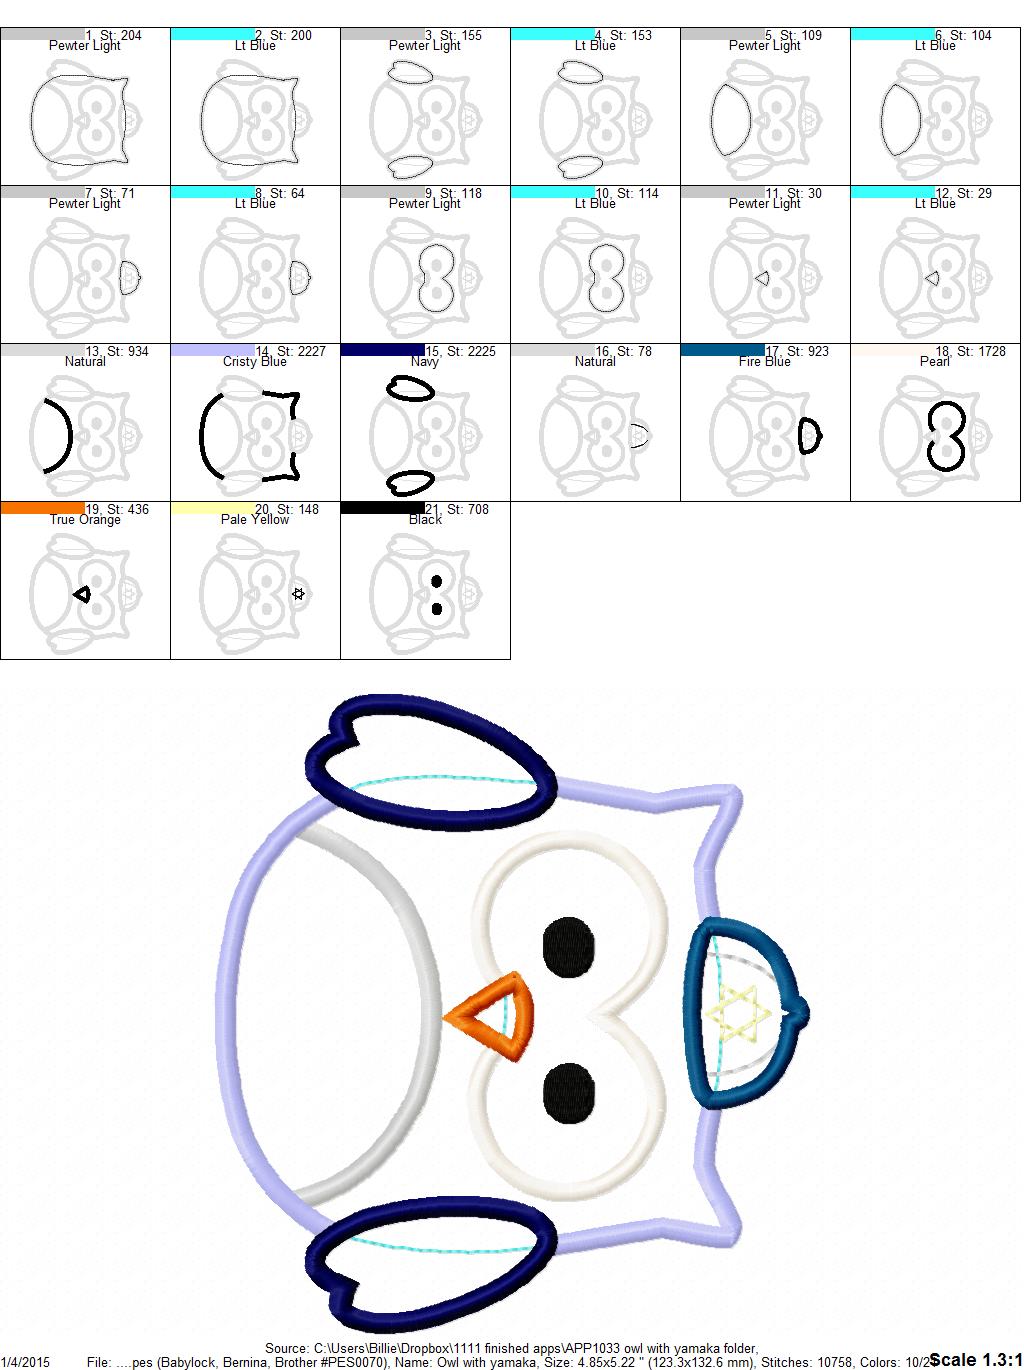 1, St: 204
Pewter Light
2, St: 200
Lt Blue
3, St: 155
Pewter Light
4, St: 153
Lt Blue
5, St: 109
Pewter Light
6, St: 104
Lt Blue
7, St: 71
Pewter Light
8, St: 64
Lt Blue
9, St: 118
Pewter Light
10, St: 114
Lt Blue
11, St: 30
Pewter Light
12, St: 29
Lt Blue
13, St: 934
Natural
14, St: 2227
Cristy Blue
15, St: 2225
Navy
16, St: 78
Natural
17, St: 923
Fire Blue
18, St: 1728
Pearl
19, St: 436
True Orange
20, St: 148
Pale Yellow
21, St: 708
Black
Source: C:\Users\Billie\Dropbox\1111 finished apps\APP1033 owl with yamaka folder,
1/4/2015 File: ....pes (Babylock, Bernina, Brother #PES0070), Name: Owl with yamaka, Size: 4.85x5.22 " (123.3x132.6 mm), Stitches: 10758, Colors: 10/2 Scale 1.3:1